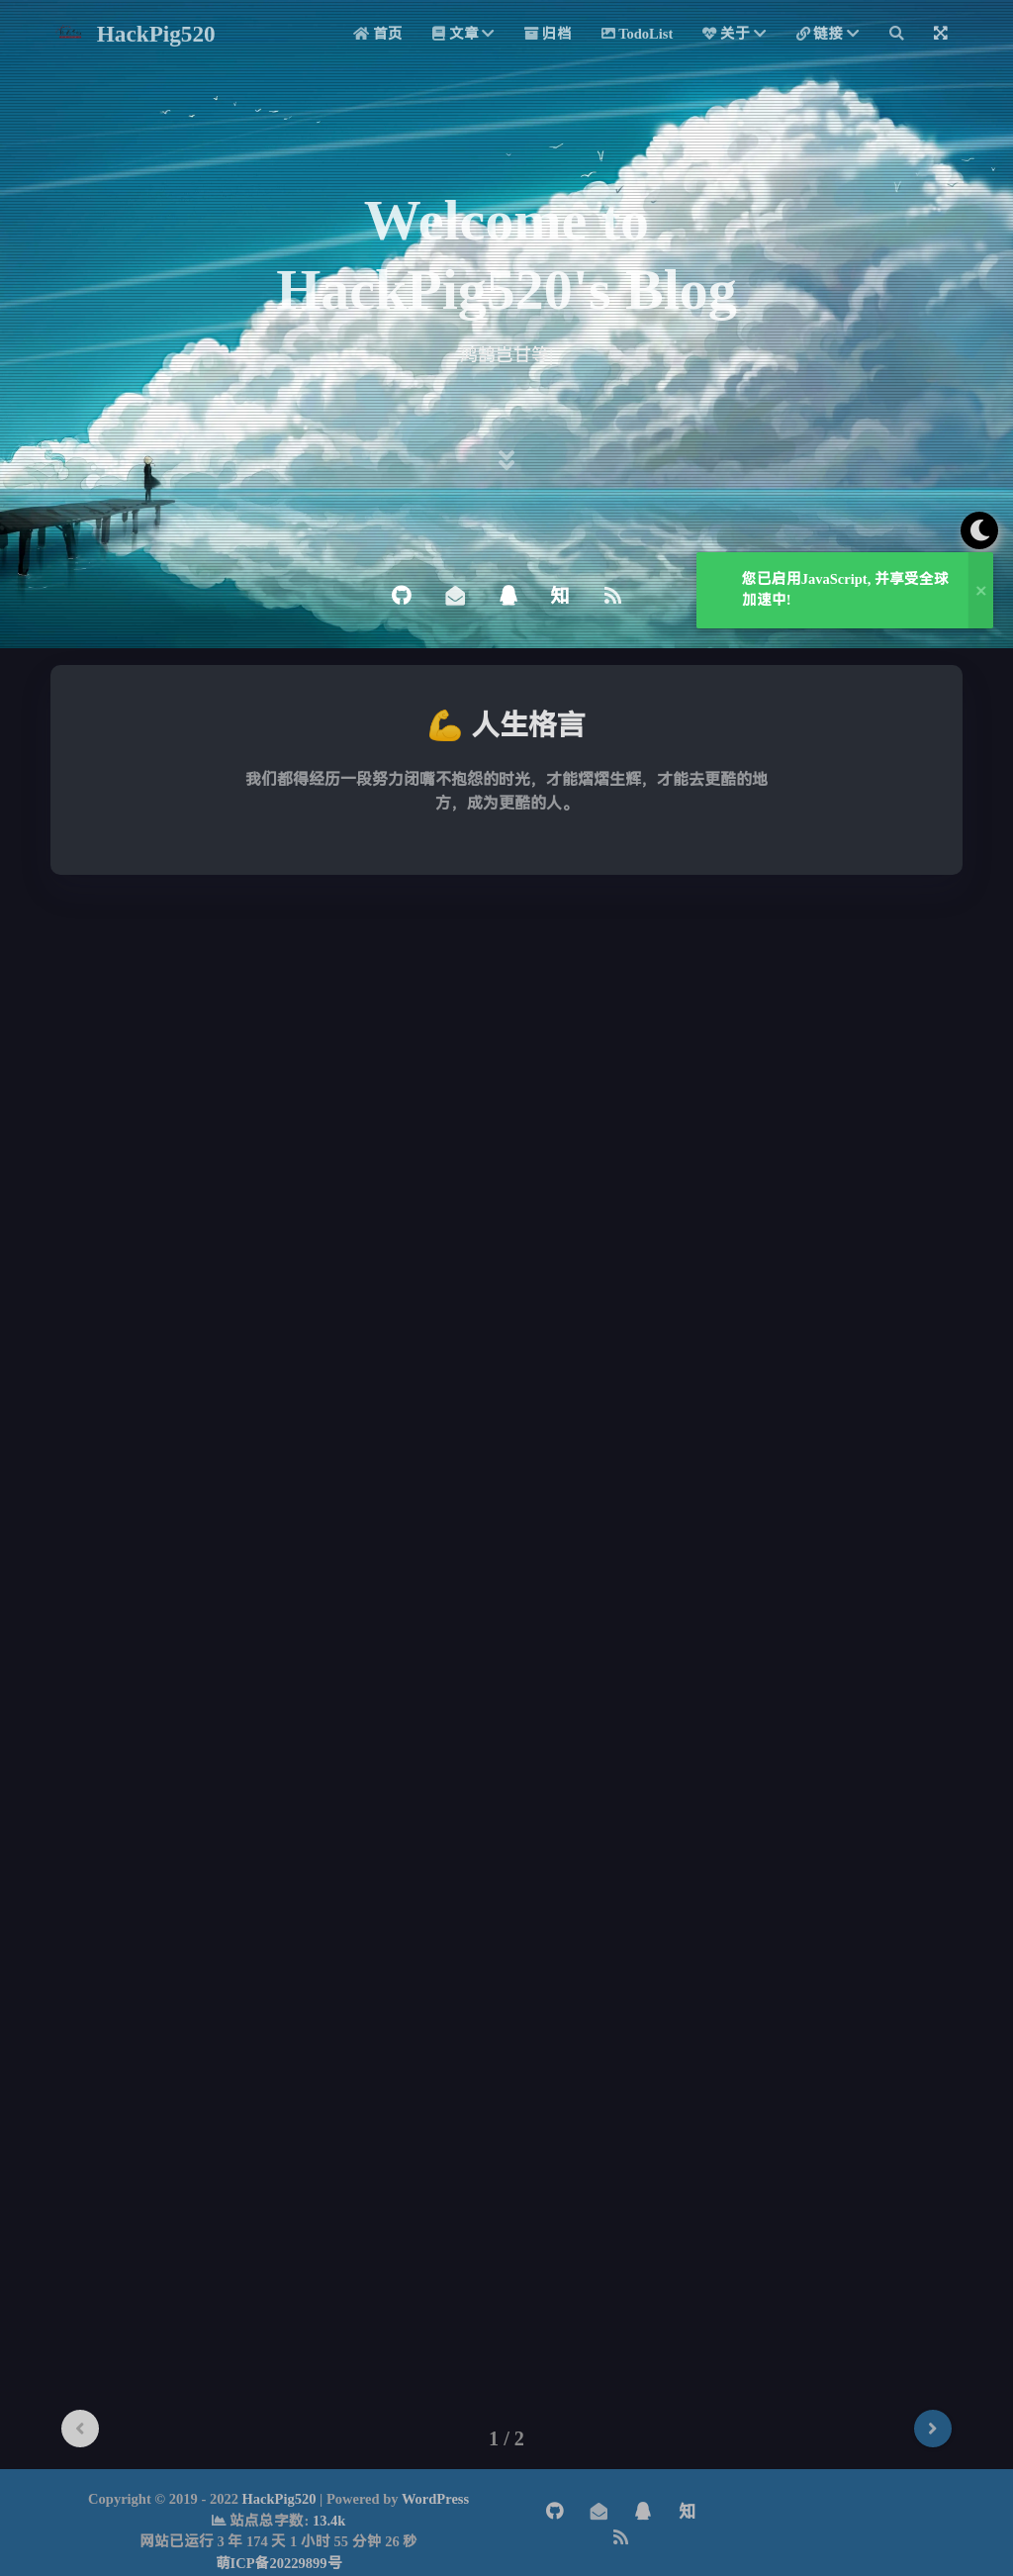 HackPig520
首页 文章 归档 TodoList 关于 链接
Welcome to
HackPig520's Blog
鸿鹄岂甘等
知
您已启用JavaScript, 并享受全球
加速中!
×
💪 人生格言
我们都得经历一段努力闭嘴不抱怨的时光，才能熠熠生辉，才能去更酷的地
方，成为更酷的人。
1 / 2
Copyright © 2019 - 2022 HackPig520 | Powered by WordPress
站点总字数: 13.4k
网站已运行 3 年 174 天 1 小时 55 分钟 26 秒
萌ICP备20229899号
知